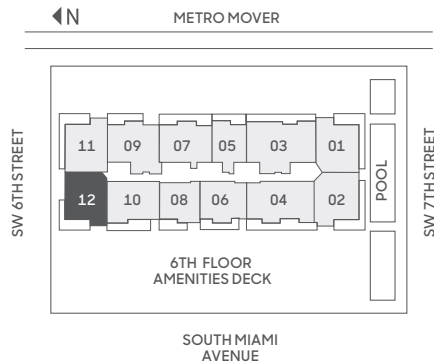 N
METRO MOVER
SW 6TH STREET
11 09 07 05 03 01
12 10 08 06 04 02
POOL
SW 7TH STREET
6TH FLOOR
AMENITIES DECK
SOUTH MIAMI
AVENUE